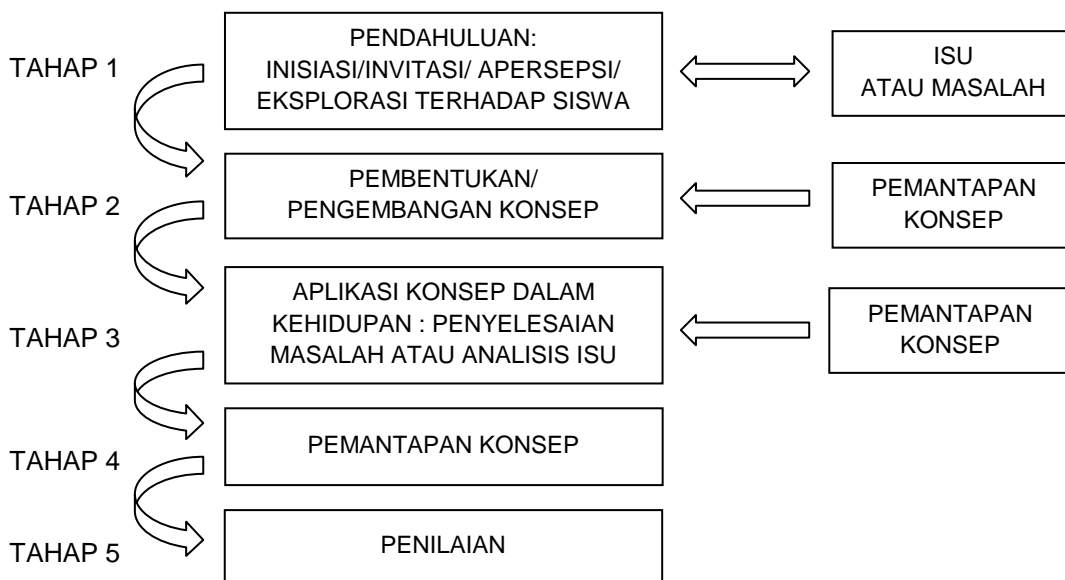 TAHAP 1
PENDAHULUAN:
INISIASI/INVITASI/ APERSEPSI/
EKSPLORASI TERHADAP SISWA
ISU
ATAU MASALAH
TAHAP 2
PEMBENTUKAN/
PENGEMBANGAN KONSEP
PEMANTAPAN
KONSEP
TAHAP 3
APLIKASI KONSEP DALAM
KEHIDUPAN : PENYELESAIAN
MASALAH ATAU ANALISIS ISU
PEMANTAPAN
KONSEP
TAHAP 4
PEMANTAPAN KONSEP
TAHAP 5
PENILAIAN